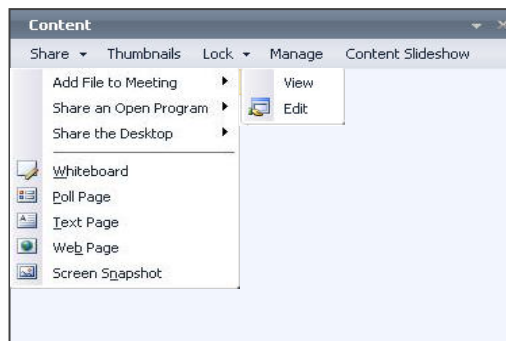 Content
Share Thumbnails Lock Manage Content Slideshow
Add File to Meeting
View
Share an Open Program
Edit
Share the Desktop
Whiteboard
Poll Page
Text Page
Web Page
Screen Snapshot